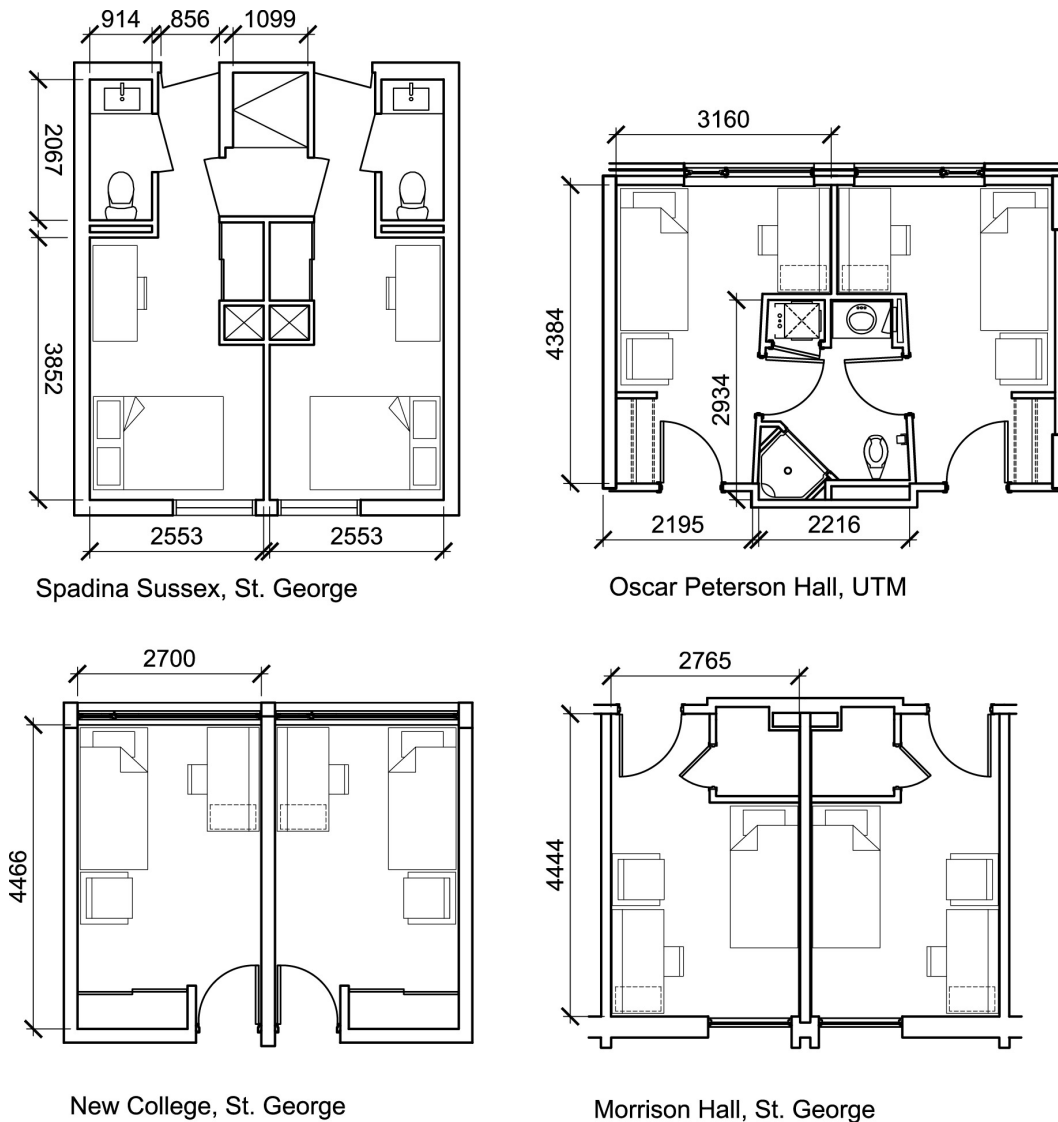 914 856 1099
2067
3852
2553 2553
Spadina Sussex, St. George
3160
4384
2934
2195 2216
Oscar Peterson Hall, UTM
2700
4466
New College, St. George
2765
4444
Morrison Hall, St. George